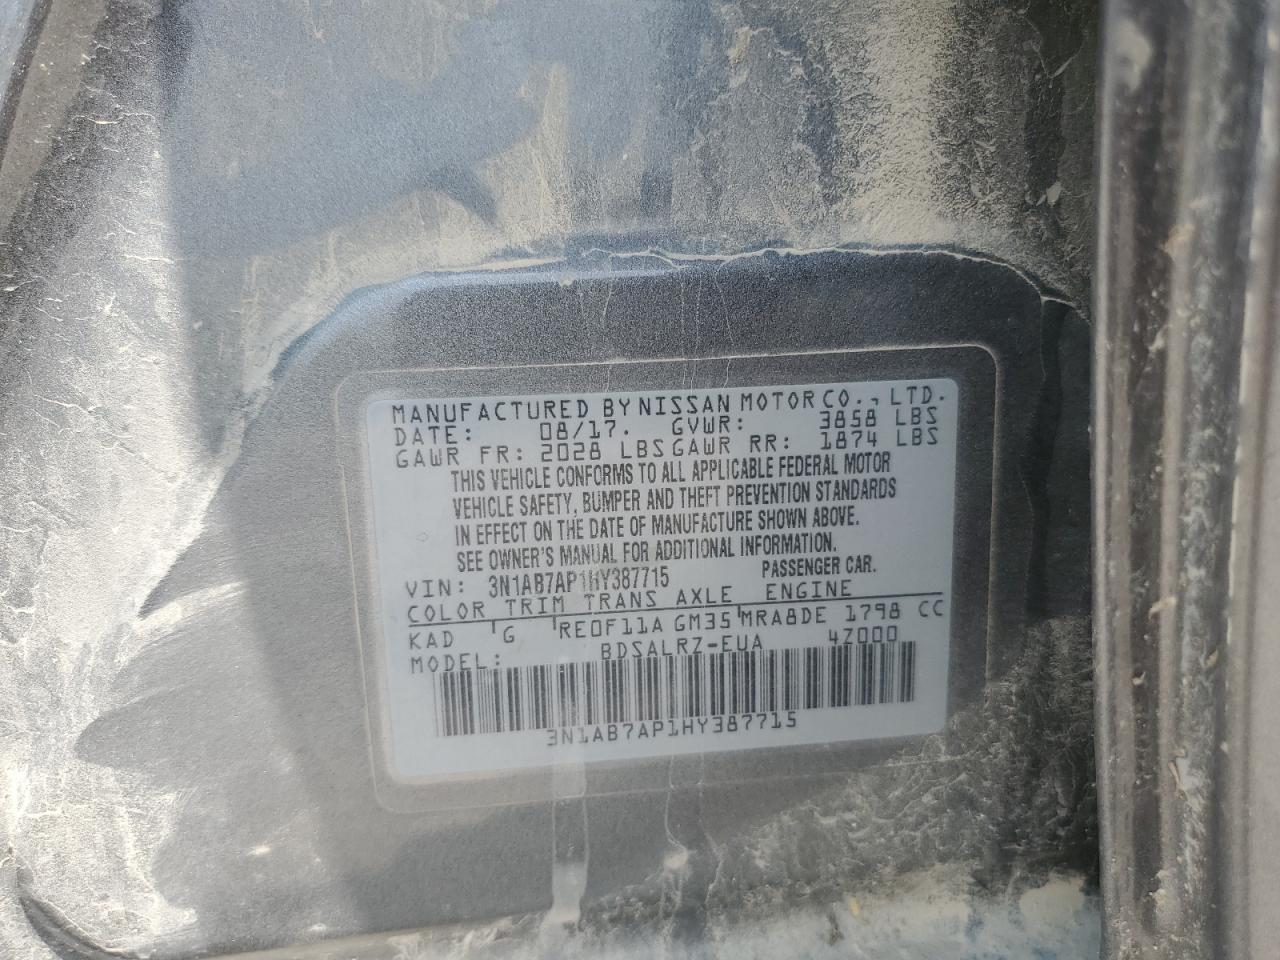 MANUFACTURED BY NISSAN MOTOR CO., LTD.
DATE: 08/17. GVWR: 3858 LBS
GAWR FR: 2028 LBS GAWR RR: 1874 LBS
THIS VEHICLE CONFORMS TO ALL APPLICABLE FEDERAL MOTOR
VEHICLE SAFETY, BUMPER AND THEFT PREVENTION STANDARDS
IN EFFECT ON THE DATE OF MANUFACTURE SHOWN ABOVE.
SEE OWNER'S MANUAL FOR ADDITIONAL INFORMATION.
VIN: 3N1AB7AP1HY387715 PASSENGER CAR.
COLOR TRIM TRANS AXLE ENGINE
KAD G RE0F11A GM35 MRA8DE 1798 CC
MODEL: BDSALRZ-EUA 4Z000
3N1AB7AP1HY387715